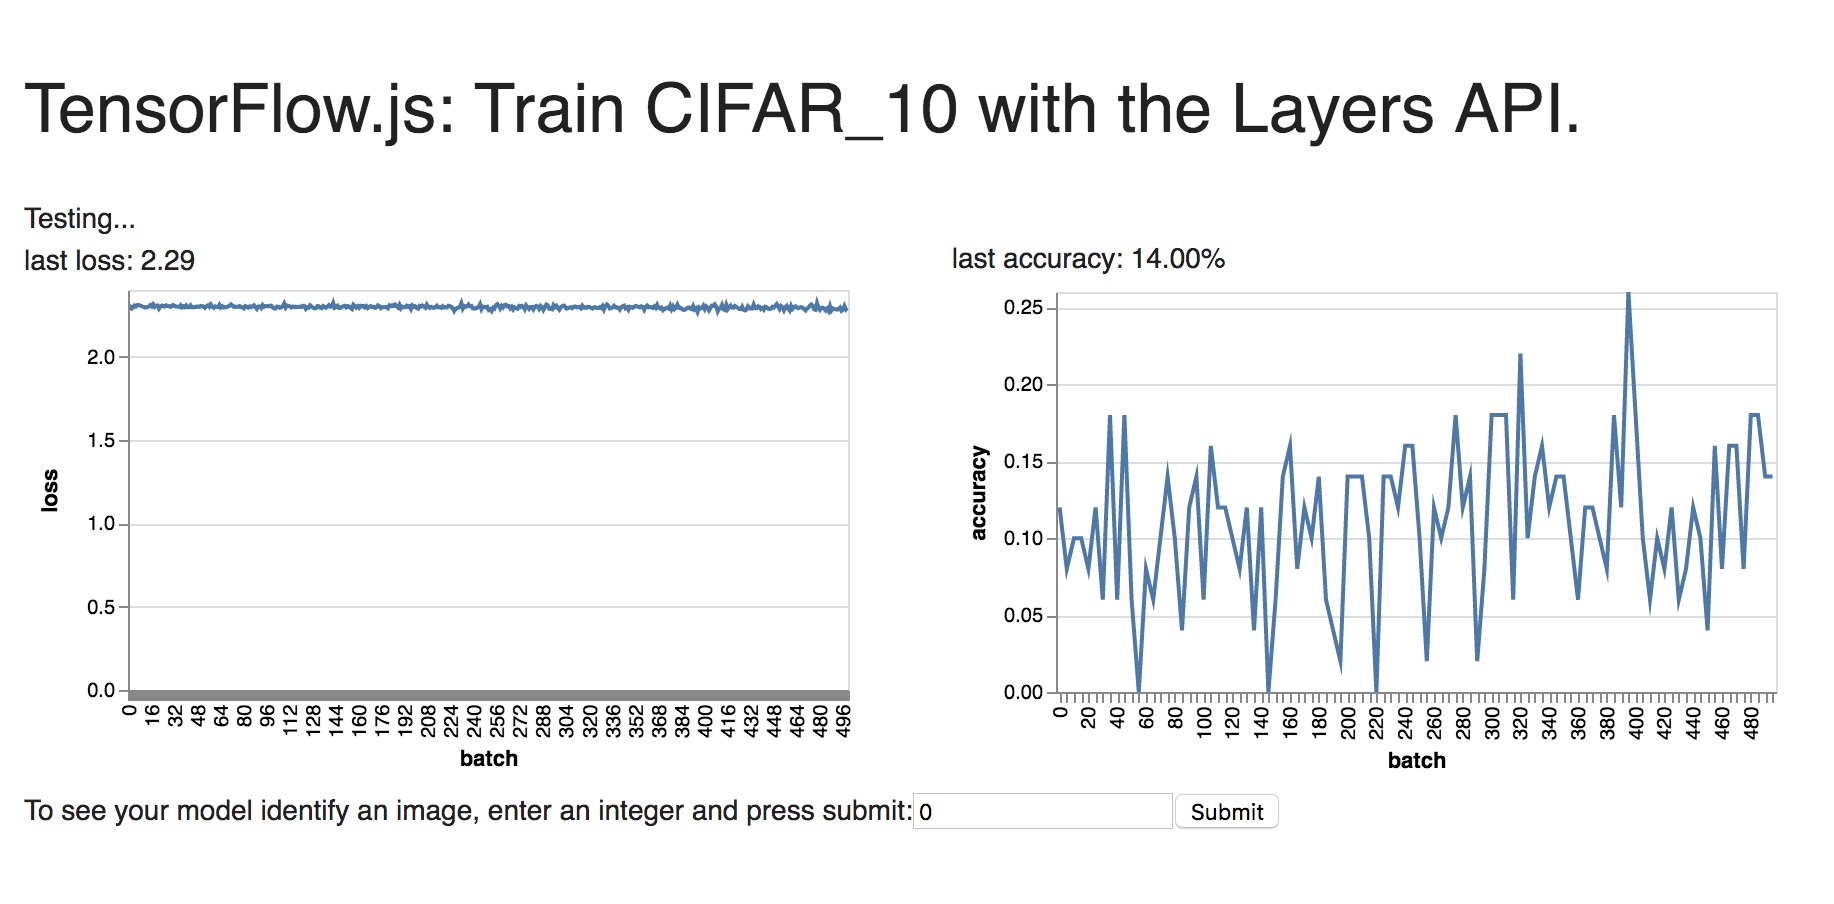 TensorFlow.js: Train CIFAR_10 with the Layers API.
Testing...
last loss: 2.29
last accuracy: 14.00%
loss
2.0
1.5
1.0
0.5
0.0
0 16 32 48 64 80 96 112 128 144 160 176 192 208 224 240 256 272 288 304 320 336 352 368 384 400 416 432 448 464 480 496
batch
accuracy
0.25
0.20
0.15
0.10
0.05
0.00
0 20 40 60 80 100 120 140 160 180 200 220 240 260 280 300 320 340 360 380 400 420 440 460 480
batch
To see your model identify an image, enter an integer and press submit: 0 Submit